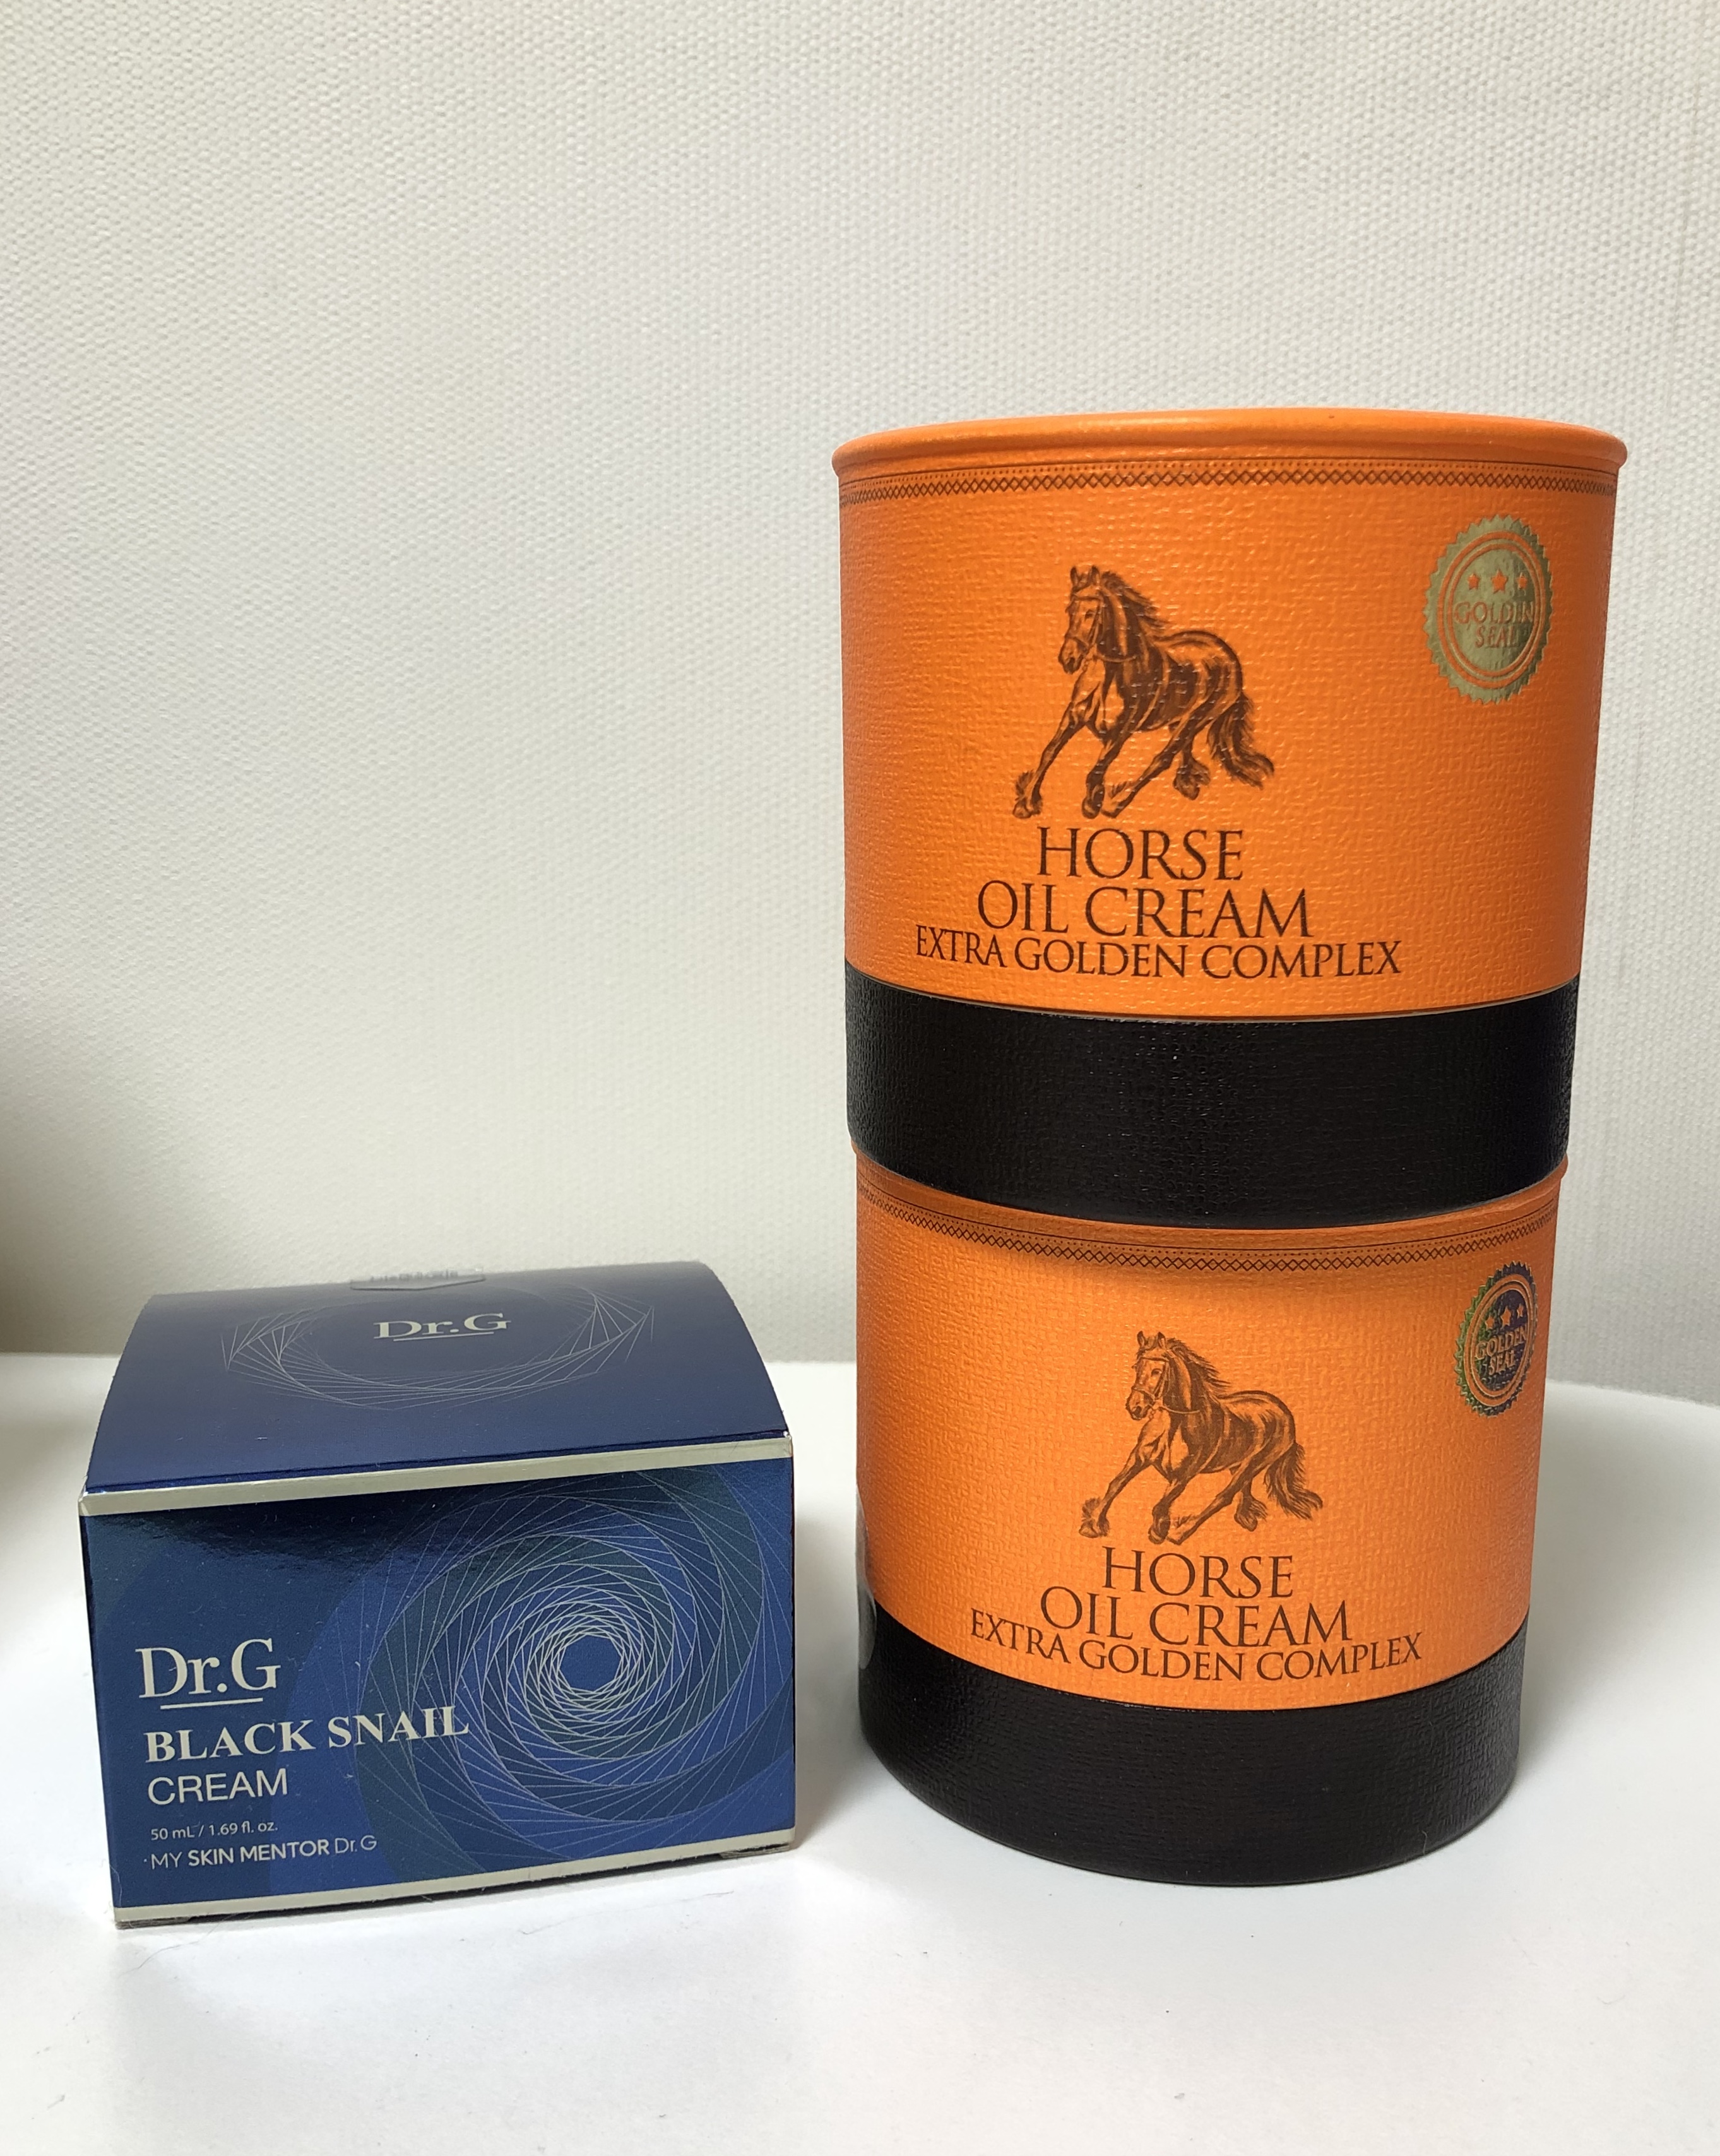 Dr.G
Dr.G
BLACK SNAIL
CREAM
50 mL / 1.69 fl. oz.
MY SKIN MENTOR Dr.G
GOLDEN
SEAL
HORSE
OIL CREAM
EXTRA GOLDEN COMPLEX
GOLDEN
SEAL
HORSE
OIL CREAM
EXTRA GOLDEN COMPLEX